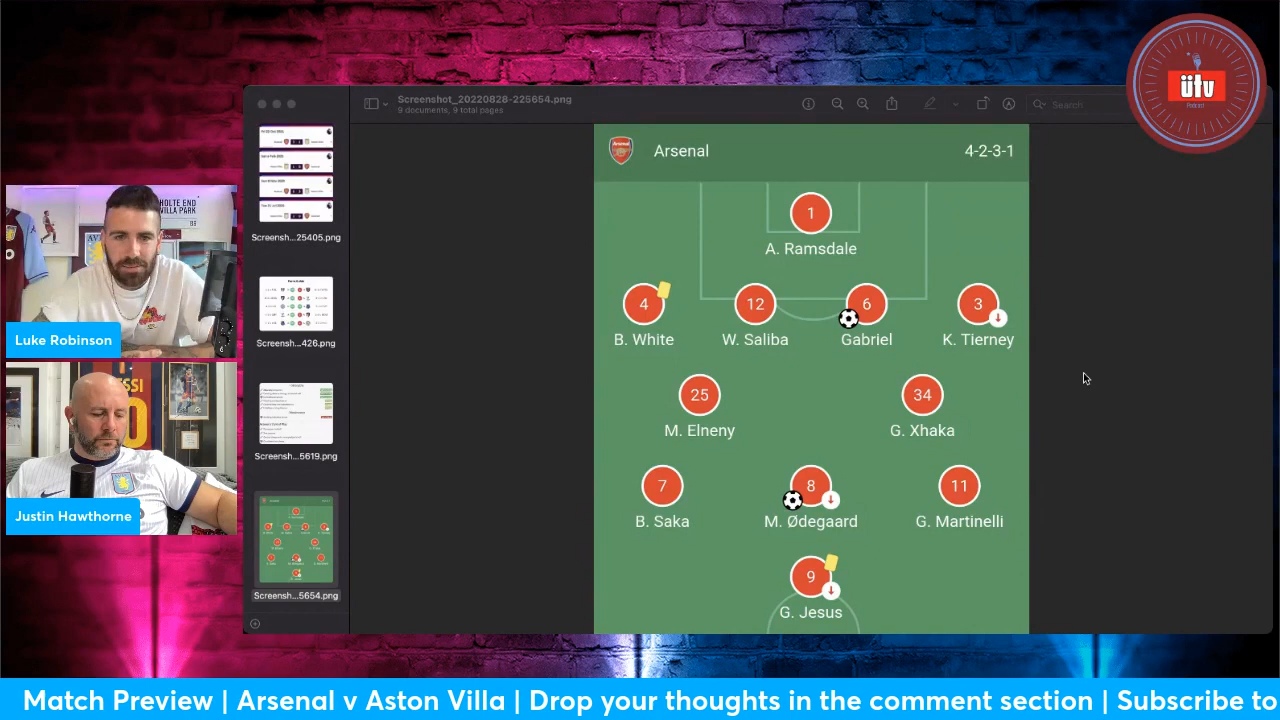 Screenshot_20220828-225654.png
9 documents, 9 total pages
Search
ütv
Podcast
Arsenal
4-2-3-1
1
A. Ramsdale
4
12
6
3
B. White
W. Saliba
Gabriel
K. Tierney
25
34
M. Elneny
G. Xhaka
7
8
11
B. Saka
M. Ødegaard
G. Martinelli
9
G. Jesus
Screensh...25405.png
Screensh...426.png
Screensh...5619.png
Screensh...5654.png
HOLTE END
VILLA PARK
Luke Robinson
Justin Hawthorne
Match Preview | Arsenal v Aston Villa | Drop your thoughts in the comment section | Subscribe to